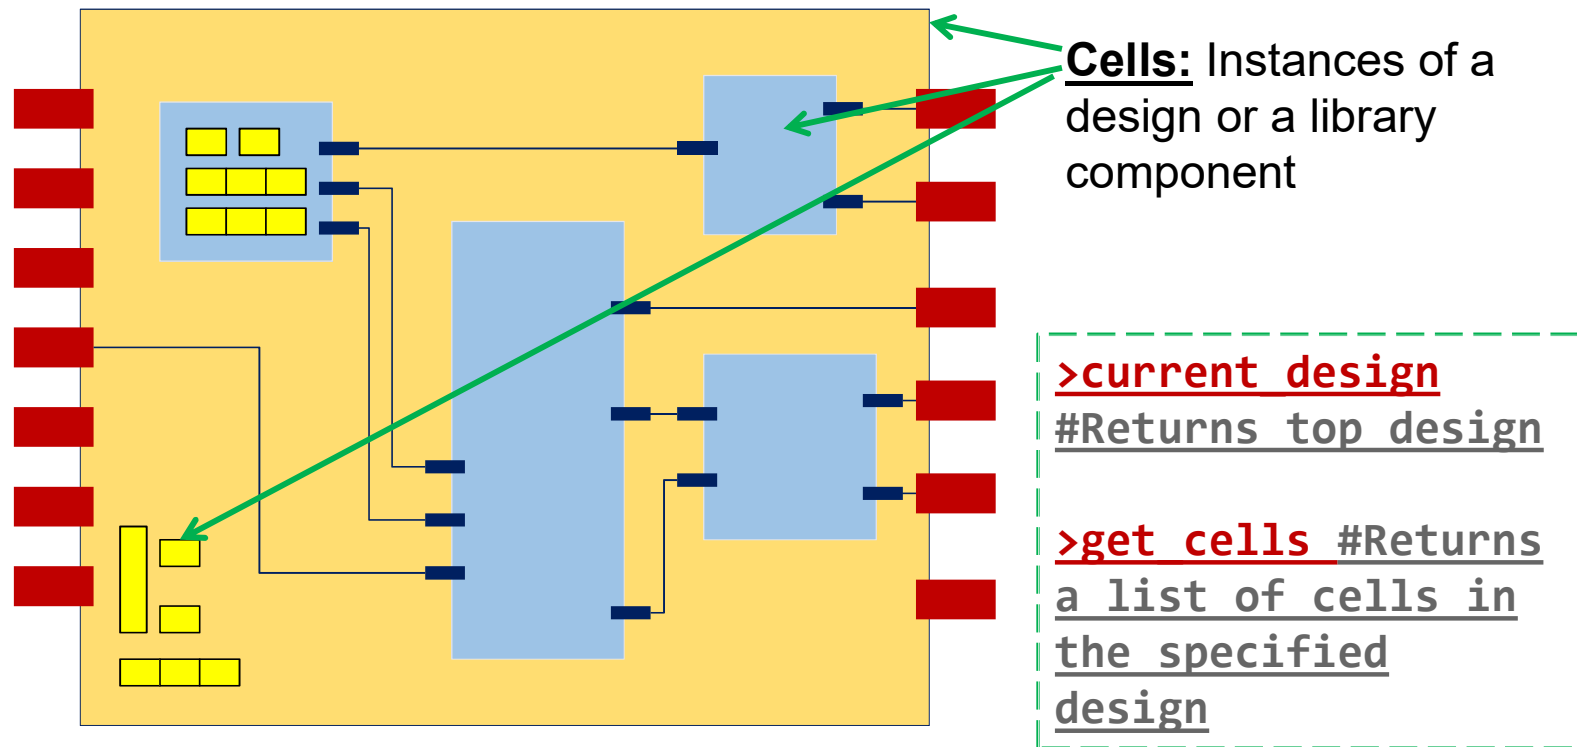 Cells: Instances of a
design or a library
component
>current_design
#Returns top design
>get_cells #Returns
a list of cells in
the specified
design